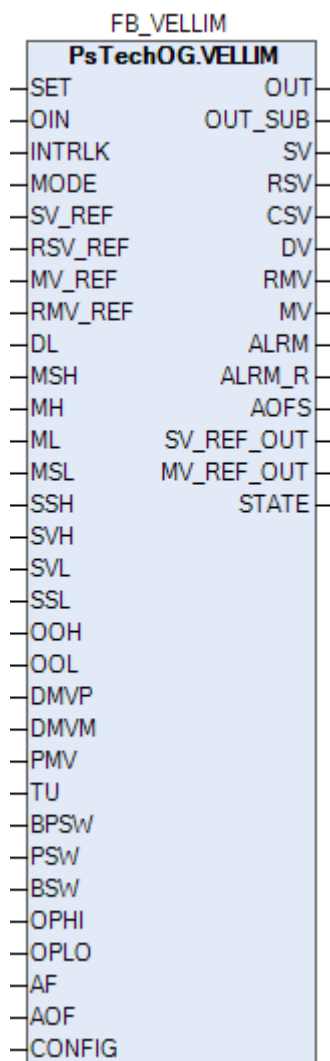 FB_VELLIM
PsTechOG.VELLIM
SET OUT
OIN OUT_SUB
INTRLK SV
MODE RSV
SV_REF CSV
RSV_REF DV
MV_REF RMV
RMV_REF MV
DL ALRM
MSH ALRM_R
MH AOFS
ML SV_REF_OUT
MSL MV_REF_OUT
SSH STATE
SVH
SVL
SSL
OOH
OOL
DMVP
DMVM
PMV
TU
BPSW
PSW
BSW
OPHI
OPLO
AF
AOF
CONFIG